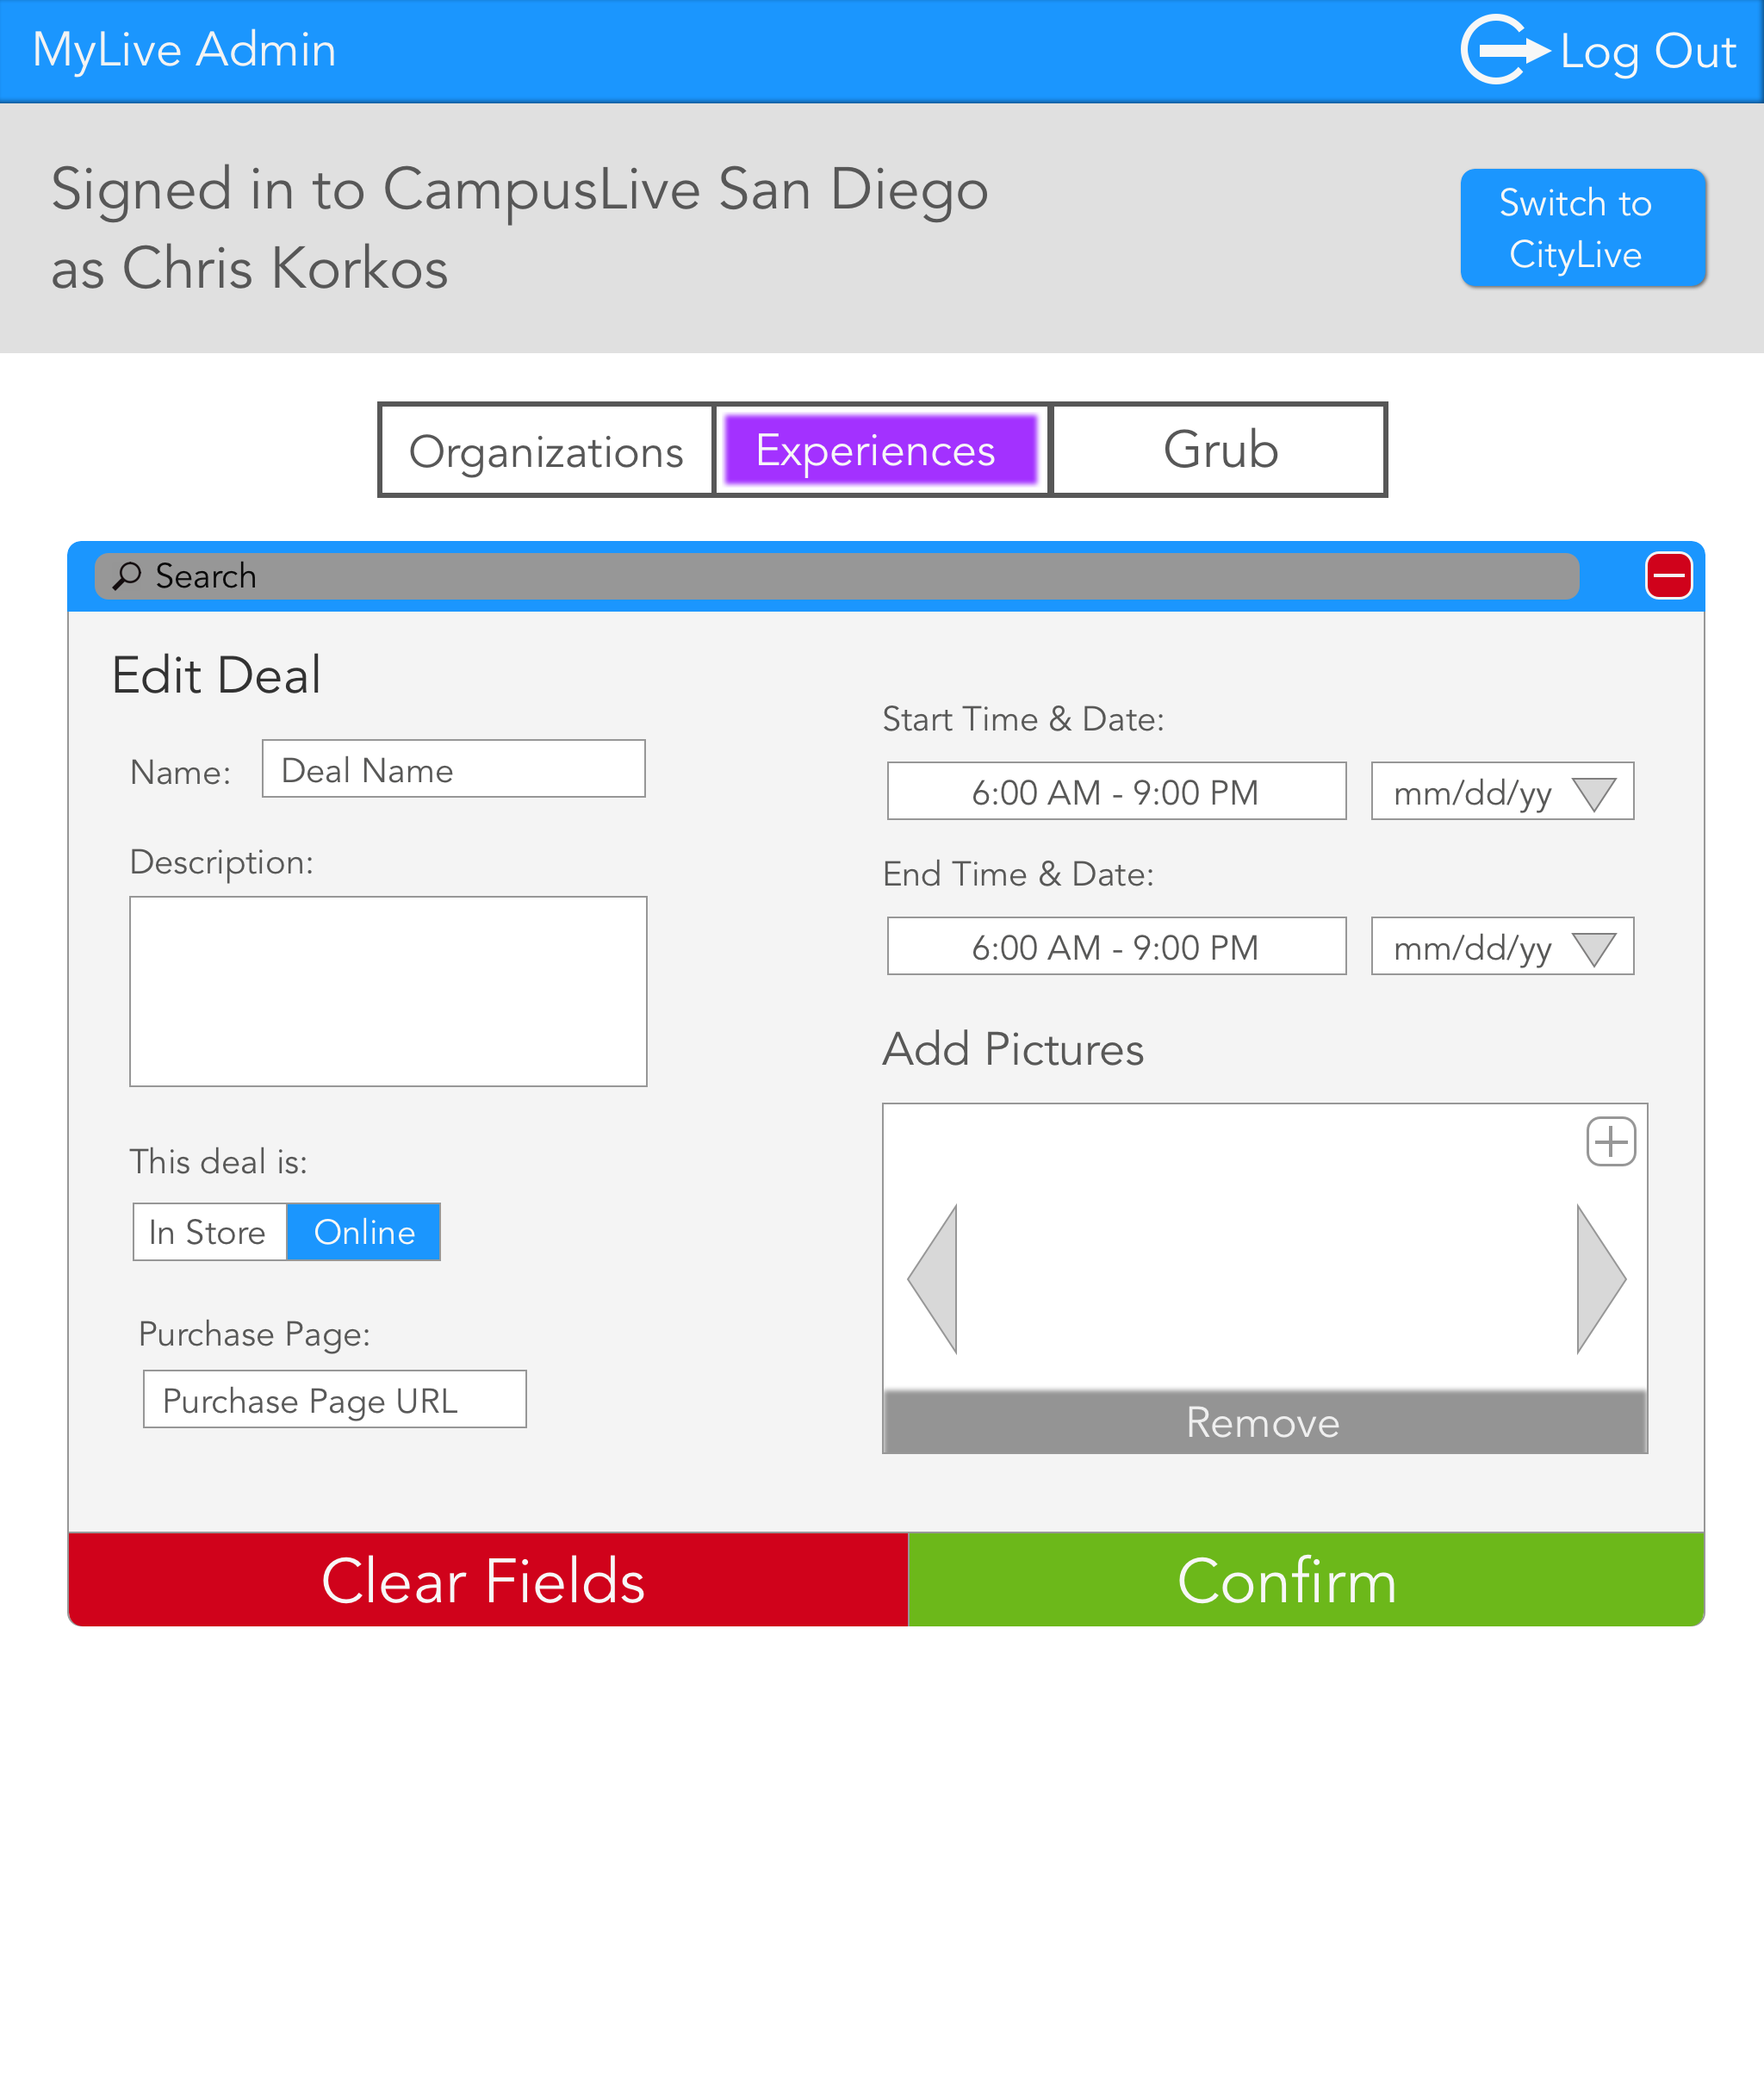 MyLive Admin
Log Out
Signed in to CampusLive San Diego
as Chris Korkos
Switch to
CityLive
Organizations
Experiences
Grub
Search
Edit Deal
Name:
Deal Name
Description:
This deal is:
In Store
Online
Purchase Page:
Purchase Page URL
Start Time & Date:
6:00 AM - 9:00 PM
mm/dd/yy
End Time & Date:
6:00 AM - 9:00 PM
mm/dd/yy
Add Pictures
Remove
Clear Fields
Confirm